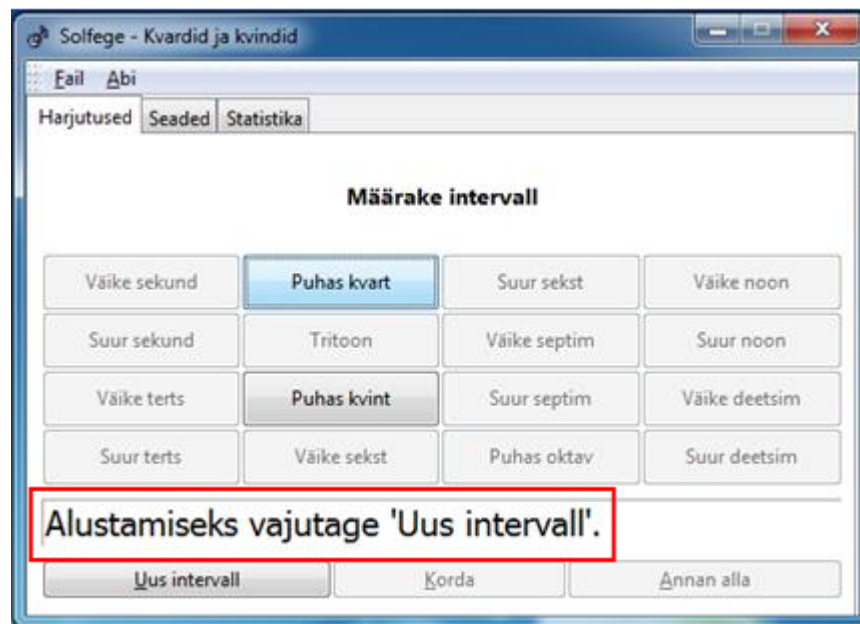 Solfege - Kvardid ja kvindid
Fail Abi
Harjutused Seaded Statistika
Määrake intervall
Väike sekund Puhas kvart Suur sekst Väike noon
Suur sekund Tritoon Väike septim Suur noon
Väike terts Puhas kvint Suur septim Väike deetsim
Suur terts Väike sekst Puhas oktav Suur deetsim
Alustamiseks vajutage 'Uus intervall'.
Uus intervall Korda Annan alla